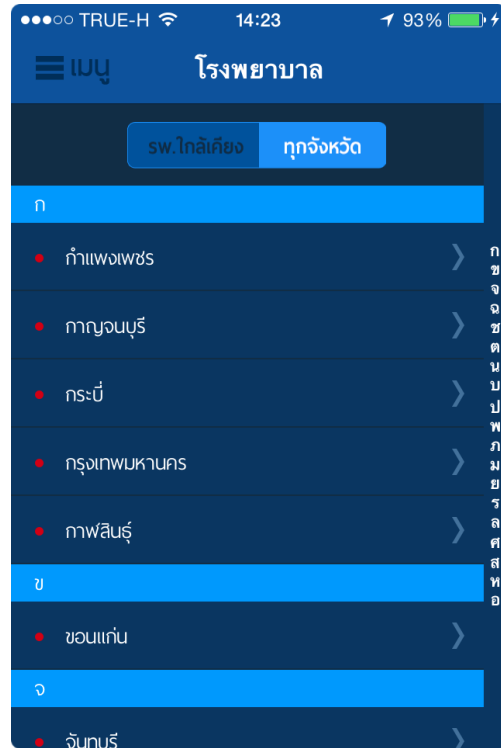 TRUE-H 14:23 93%
เมนู โรงพยาบาล
รพ.ใกล้เคียง ทุกจังหวัด
ก
กำแพงเพชร
กาญจนบุรี
กระบี่
กรุงเทพมหานคร
กาฬสินธุ์
ข
ขอนแก่น
จ
จันทบุรี
ก
ข
จ
ฉ
ช
ต
น
บ
ป
พ
ภ
ม
ย
ร
ล
ศ
ส
ห
อ